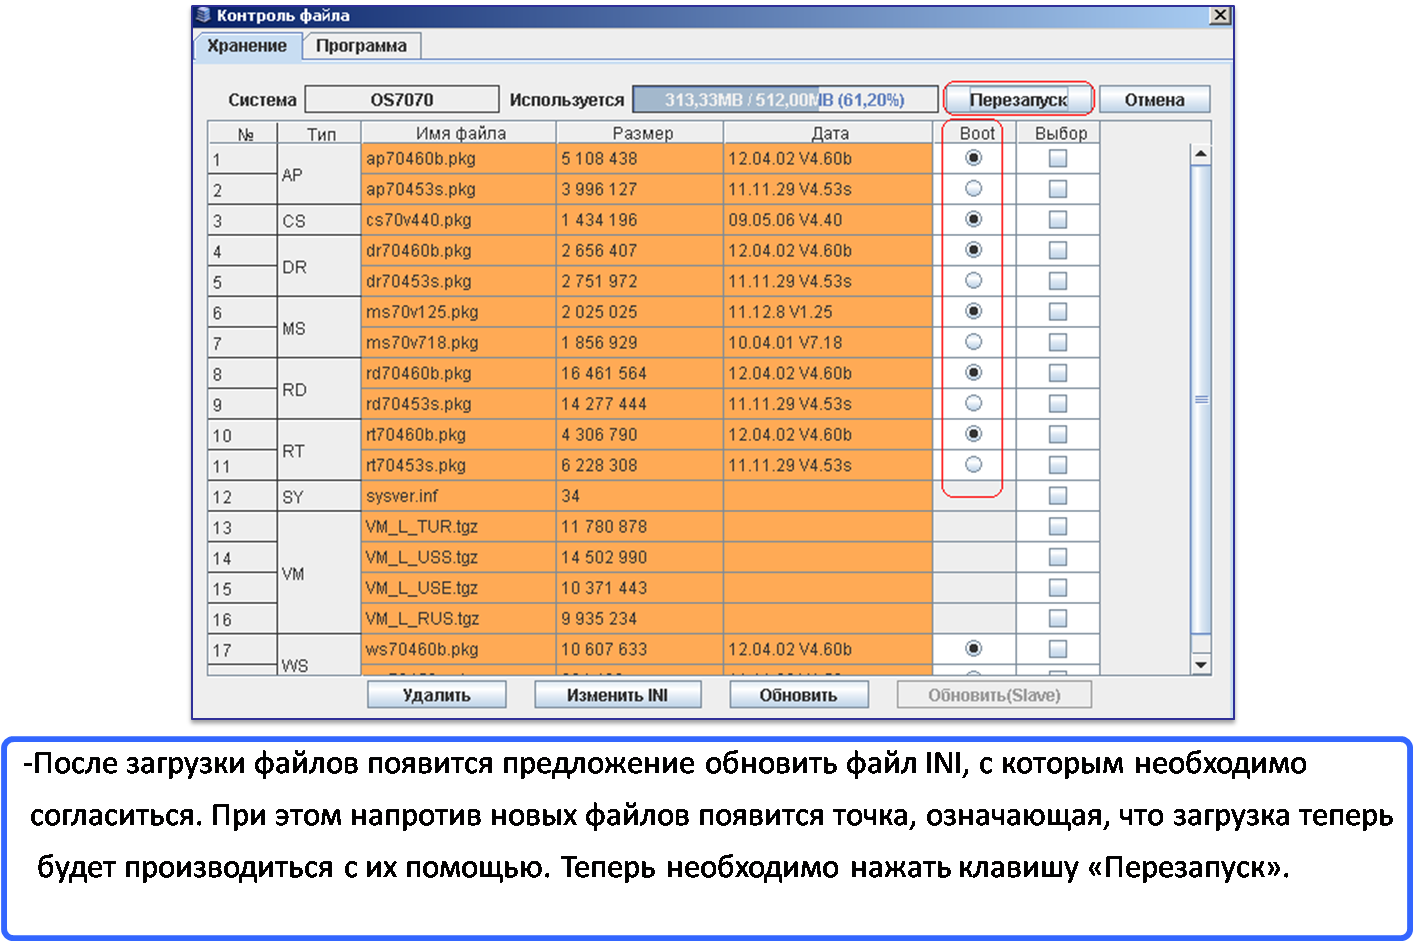 Контроль файла
Хранение Программа
Система OS7070 Используется 313,33MB / 512,00MB (61,20%) Перезапуск Отмена
№ Тип Имя файла Размер Дата Boot Выбор
1 AP ap70460b.pkg 5 108 438 12.04.02 V4.60b
2 ap70453s.pkg 3 996 127 11.11.29 V4.53s
3 CS cs70v440.pkg 1 434 196 09.05.06 V4.40
4 DR dr70460b.pkg 2 656 407 12.04.02 V4.60b
5 dr70453s.pkg 2 751 972 11.11.29 V4.53s
6 MS ms70v125.pkg 2 025 025 11.12.8 V1.25
7 ms70v718.pkg 1 856 929 10.04.01 V7.18
8 RD rd70460b.pkg 16 461 564 12.04.02 V4.60b
9 rd70453s.pkg 14 277 444 11.11.29 V4.53s
10 RT rt70460b.pkg 4 306 790 12.04.02 V4.60b
11 rt70453s.pkg 6 228 308 11.11.29 V4.53s
12 SY sysver.inf 34
13 VM VM_L_TUR.tgz 11 780 878
14 VM_L_USS.tgz 14 502 990
15 VM_L_USE.tgz 10 371 443
16 VM_L_RUS.tgz 9 935 234
17 WS ws70460b.pkg 10 607 633 12.04.02 V4.60b
Удалить Изменить INI Обновить Обновить(Slave)
-После загрузки файлов появится предложение обновить файл INI, с которым необходимо
согласиться. При этом напротив новых файлов появится точка, означающая, что загрузка теперь
будет производиться с их помощью. Теперь необходимо нажать клавишу «Перезапуск».